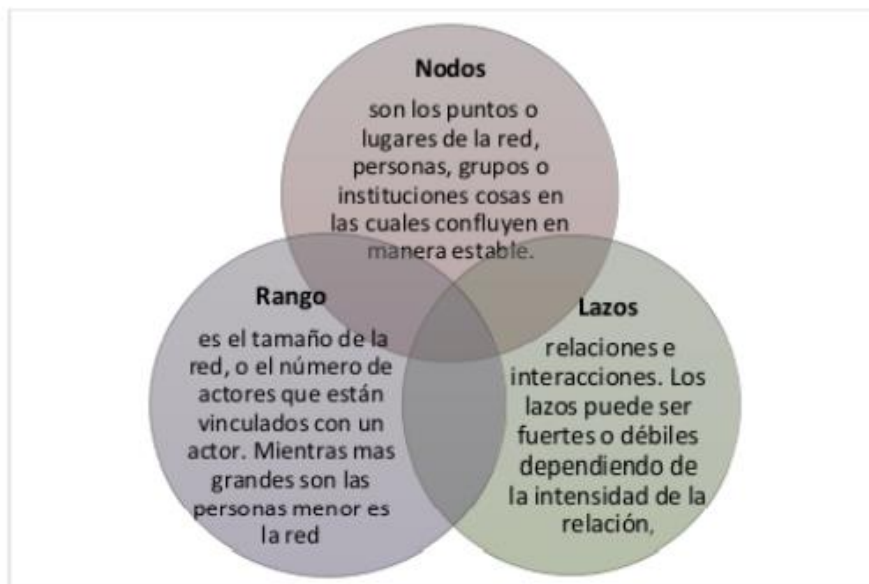 Nodos
son los puntos o
lugares de la red,
personas, grupos o
instituciones cosas en
las cuales confluyen en
manera estable.
Rango
es el tamaño de la
red, o el número de
actores que están
vinculados con un
actor. Mientras mas
grandes son las
personas menor es
la red
Lazos
relaciones e
interacciones. Los
lazos puede ser
fuertes o débiles
dependiendo de
la intensidad de la
relación,